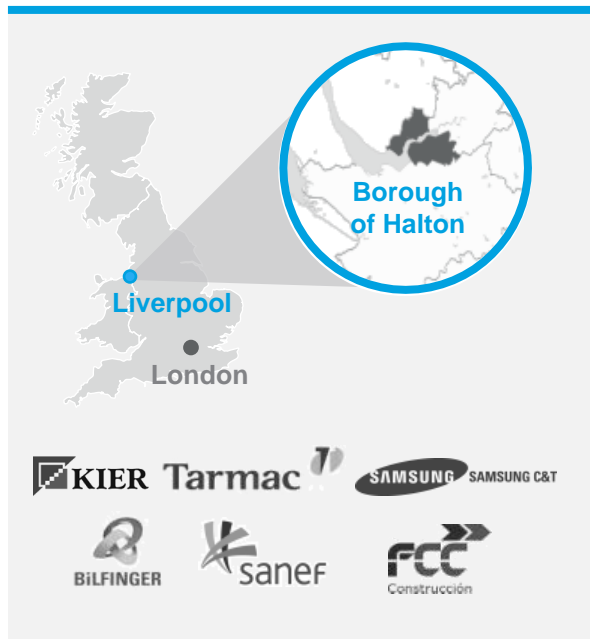 Borough
of Halton
Liverpool
London
KIER
Tarmac
SAMSUNG SAMSUNG C&T
BiLFINGER
sanef
FCC
Construcción